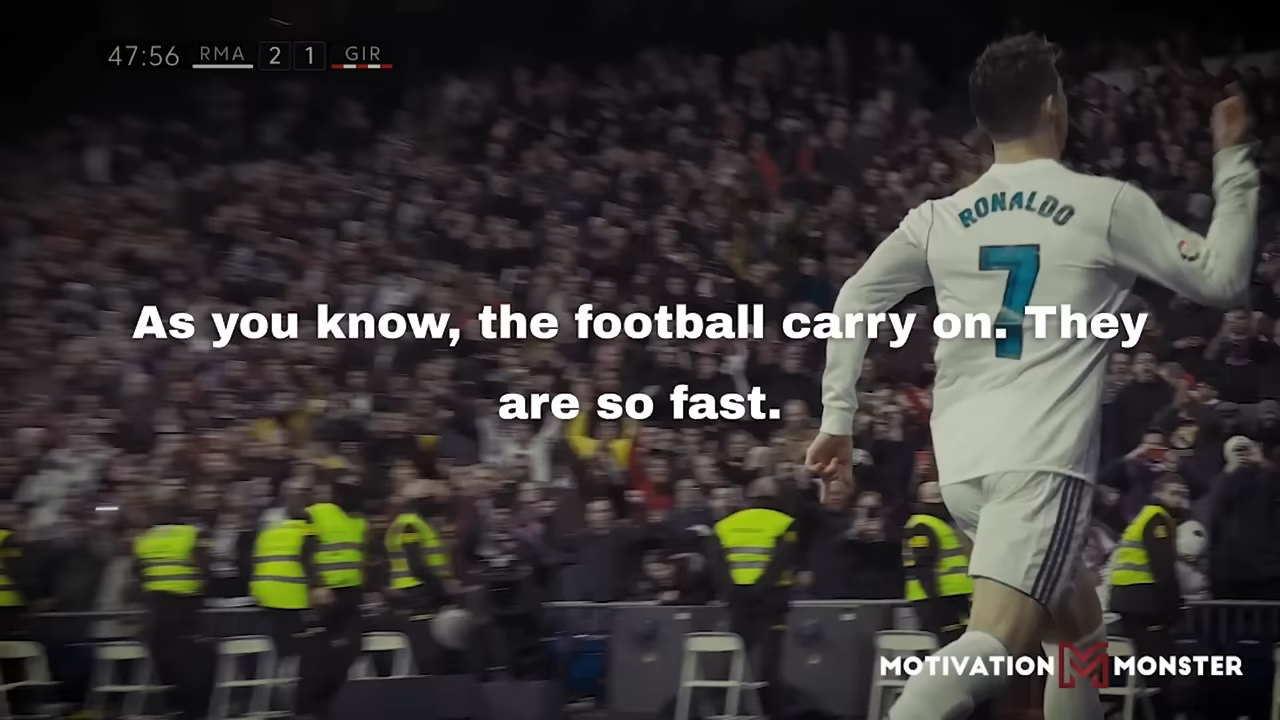 47:56 RMA 2 1 GIR
RONALDO
7
As you know, the football carry on. They
are so fast.
MOTIVATION M MONSTER